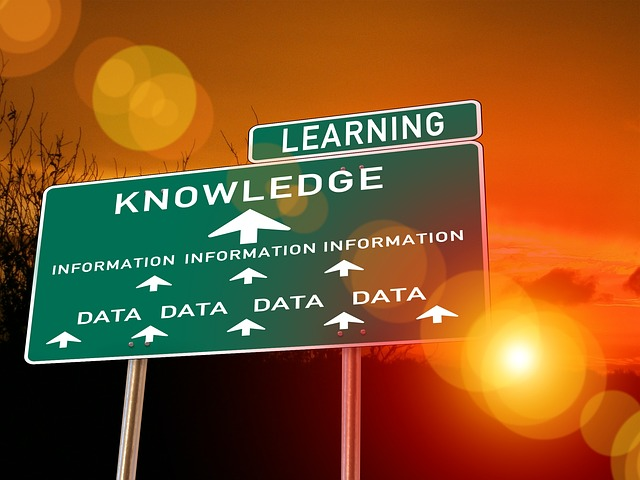 LEARNING
KNOWLEDGE
INFORMATION INFORMATION INFORMATION
DATA DATA DATA DATA